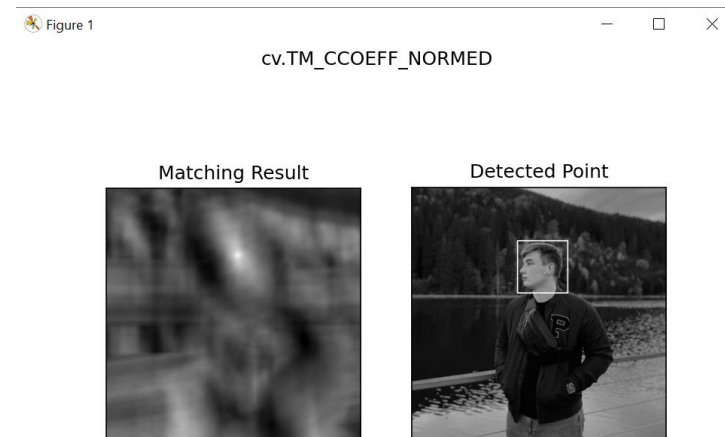 Figure 1
cv.TM_CCOEFF_NORMED
Matching Result
Detected Point
P